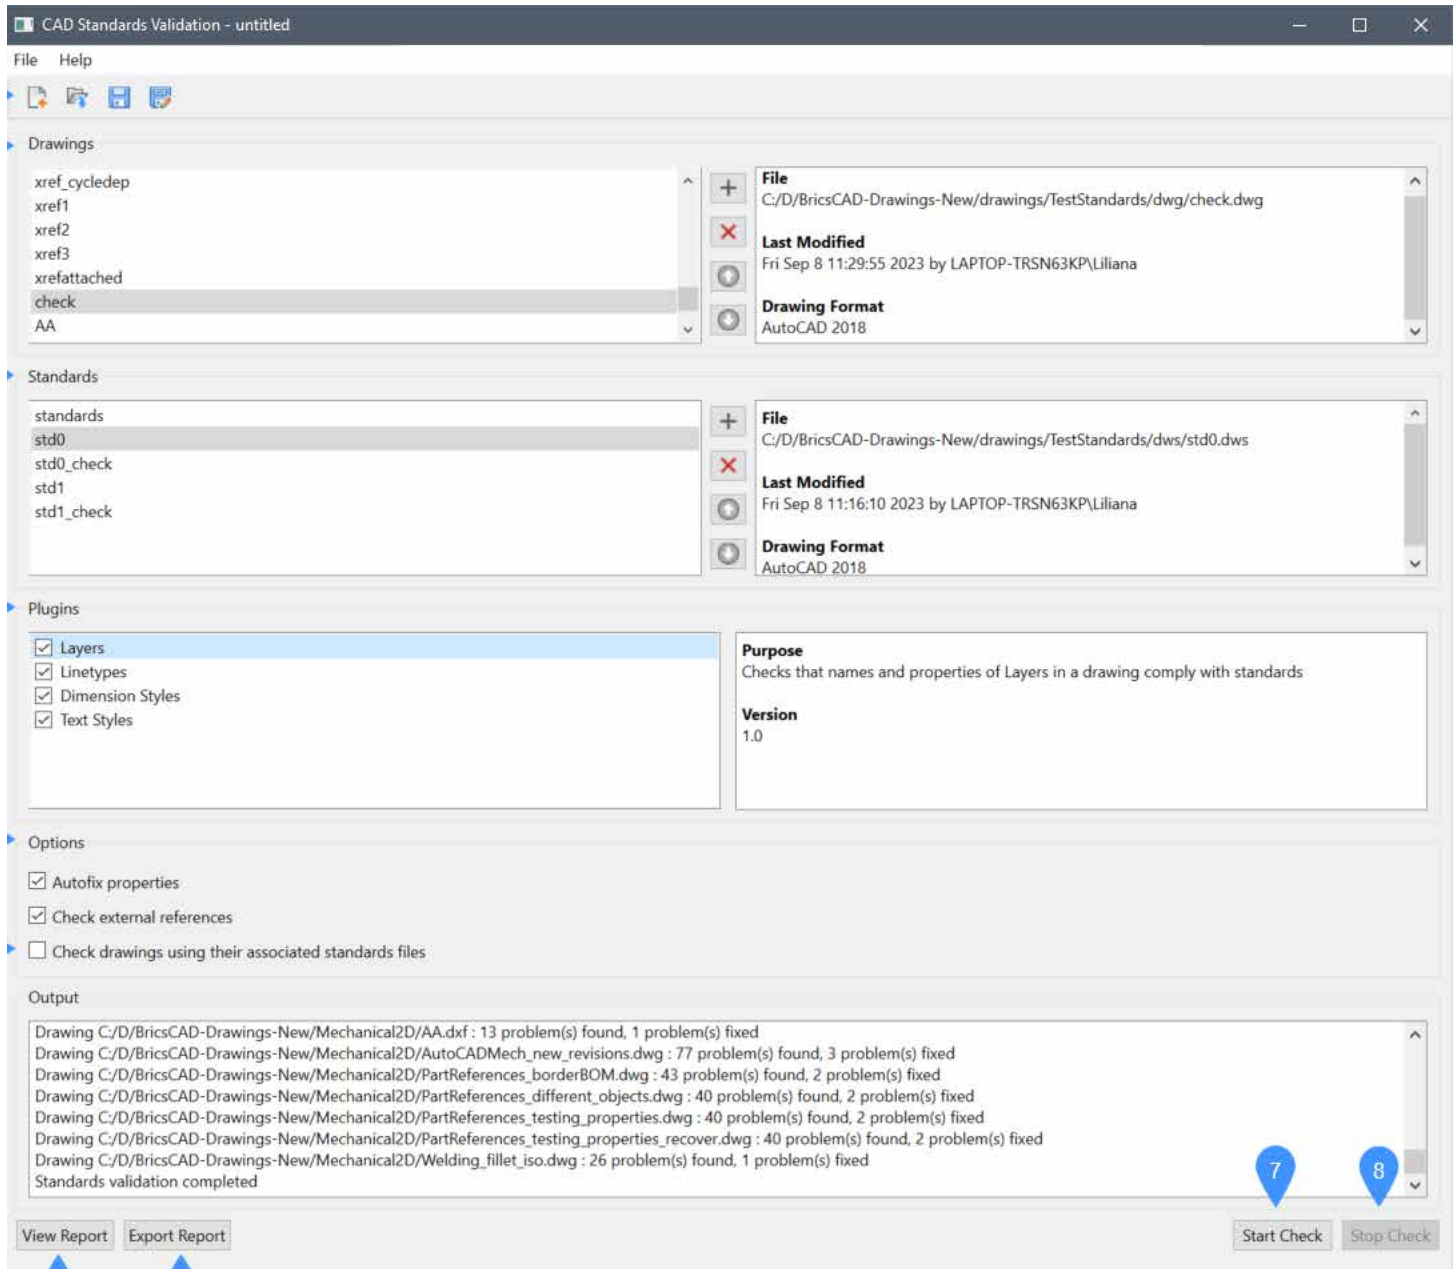 CAD Standards Validation - untitled
File Help
Drawings
xref_cycledep
xref1
xref2
xref3
xrefattached
check
AA
File
C:/D/BricsCAD-Drawings-New/drawings/TestStandards/dwg/check.dwg
Last Modified
Fri Sep 8 11:29:55 2023 by LAPTOP-TRSN63KP\Liliana
Drawing Format
AutoCAD 2018
Standards
standards
std0
std0_check
std1
std1_check
File
C:/D/BricsCAD-Drawings-New/drawings/TestStandards/dws/std0.dws
Last Modified
Fri Sep 8 11:16:10 2023 by LAPTOP-TRSN63KP\Liliana
Drawing Format
AutoCAD 2018
Plugins
Layers
Linetypes
Dimension Styles
Text Styles
Purpose
Checks that names and properties of Layers in a drawing comply with standards
Version
1.0
Options
Autofix properties
Check external references
Check drawings using their associated standards files
Output
Drawing C:/D/BricsCAD-Drawings-New/Mechanical2D/AA.dxf : 13 problem(s) found, 1 problem(s) fixed
Drawing C:/D/BricsCAD-Drawings-New/Mechanical2D/AutoCADMech_new_revisions.dwg : 77 problem(s) found, 3 problem(s) fixed
Drawing C:/D/BricsCAD-Drawings-New/Mechanical2D/PartReferences_borderBOM.dwg : 43 problem(s) found, 2 problem(s) fixed
Drawing C:/D/BricsCAD-Drawings-New/Mechanical2D/PartReferences_different_objects.dwg : 40 problem(s) found, 2 problem(s) fixed
Drawing C:/D/BricsCAD-Drawings-New/Mechanical2D/PartReferences_testing_properties.dwg : 40 problem(s) found, 2 problem(s) fixed
Drawing C:/D/BricsCAD-Drawings-New/Mechanical2D/PartReferences_testing_properties_recover.dwg : 40 problem(s) found, 2 problem(s) fixed
Drawing C:/D/BricsCAD-Drawings-New/Mechanical2D/Welding_fillet_iso.dwg : 26 problem(s) found, 1 problem(s) fixed
Standards validation completed
7 8
View Report Export Report Start Check Stop Check